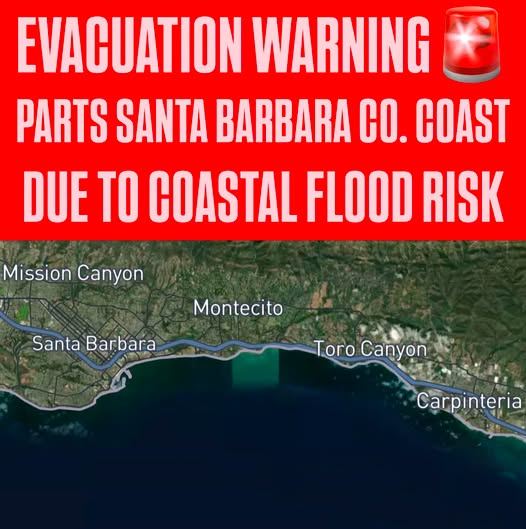 EVACUATION WARNING
PARTS SANTA BARBARA CO. COAST
DUE TO COASTAL FLOOD RISK
Mission Canyon
Montecito
Santa Barbara
Toro Canyon
Carpinteria